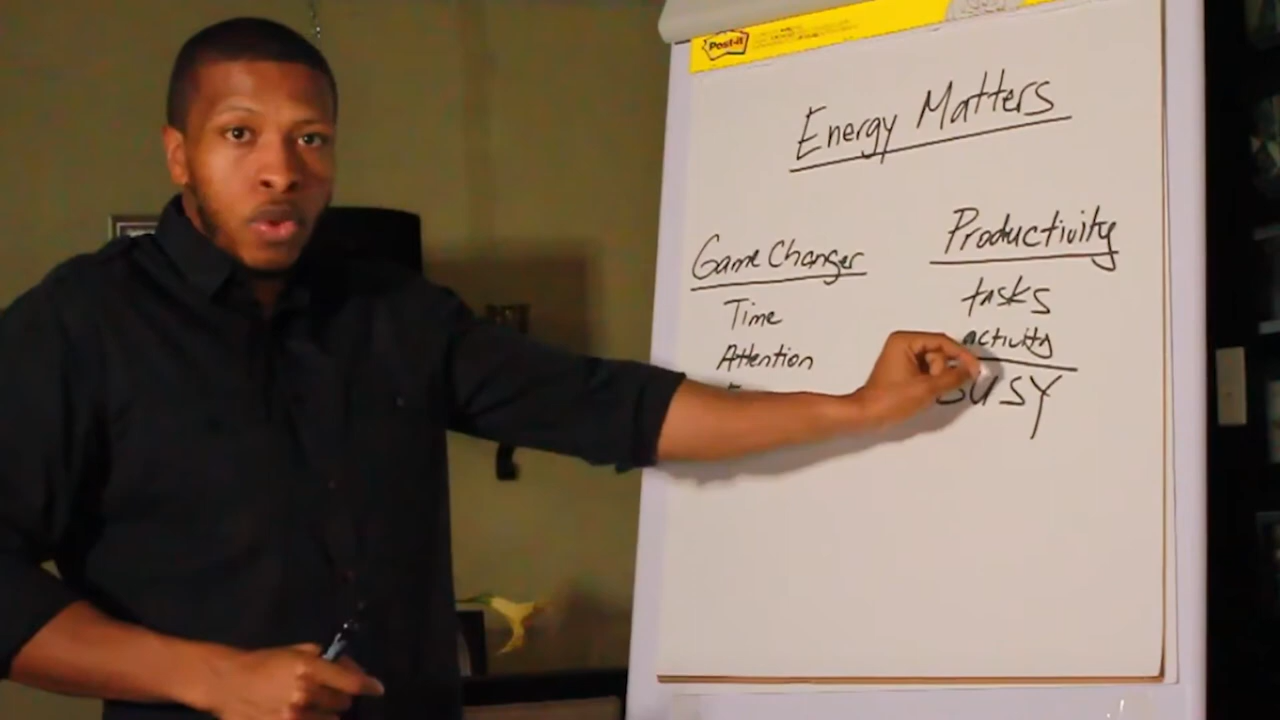 Post-it
Energy Matters
Game Changer
Time
Attention
Productivity
tasks
activity
BUSY